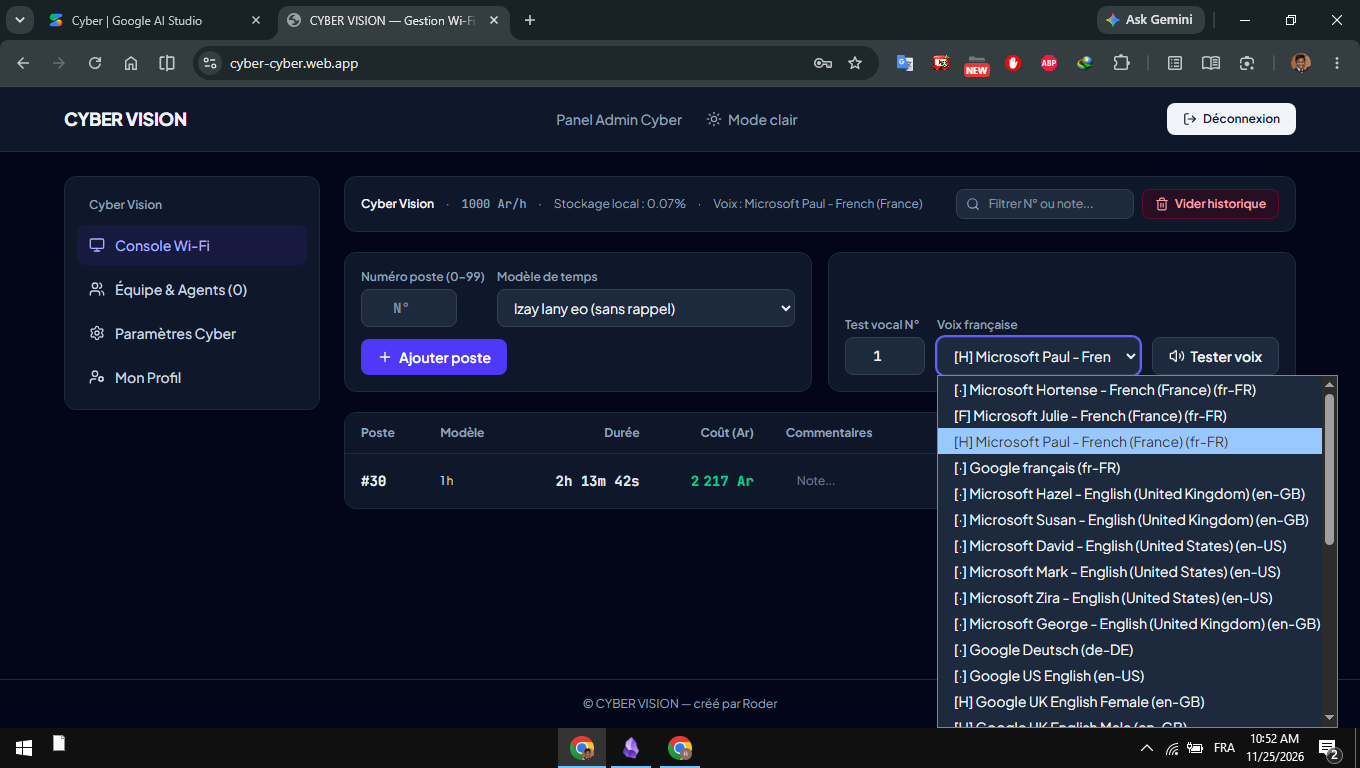 Cyber | Google AI Studio
CYBER VISION — Gestion Wi-Fi
Ask Gemini
cyber-cyber.web.app
NEW
ABP
CYBER VISION
Panel Admin Cyber
Mode clair
Déconnexion
Cyber Vision
Console Wi-Fi
Équipe & Agents (0)
Paramètres Cyber
Mon Profil
Cyber Vision · 1000 Ar/h · Stockage local : 0.07% · Voix : Microsoft Paul - French (France)
Filtrer N° ou note...
Vider historique
Numéro poste (0–99)
Modèle de temps
N°
Izay lany eo (sans rappel)
+ Ajouter poste
Test vocal N°
Voix française
1
[H] Microsoft Paul - Fren
Tester voix
[·] Microsoft Hortense - French (France) (fr-FR)
[F] Microsoft Julie - French (France) (fr-FR)
[H] Microsoft Paul - French (France) (fr-FR)
[·] Google français (fr-FR)
[·] Microsoft Hazel - English (United Kingdom) (en-GB)
[·] Microsoft Susan - English (United Kingdom) (en-GB)
[·] Microsoft David - English (United States) (en-US)
[·] Microsoft Mark - English (United States) (en-US)
[·] Microsoft Zira - English (United States) (en-US)
[·] Microsoft George - English (United Kingdom) (en-GB)
[·] Google Deutsch (de-DE)
[·] Google US English (en-US)
[H] Google UK English Female (en-GB)
[H] Google UK English Male (en-GB)
Poste Modèle Durée Coût (Ar) Commentaires
#30 1h 2h 13m 42s 2 217 Ar Note...
© CYBER VISION — créé par Roder
FRA
10:52 AM
11/25/2026
2